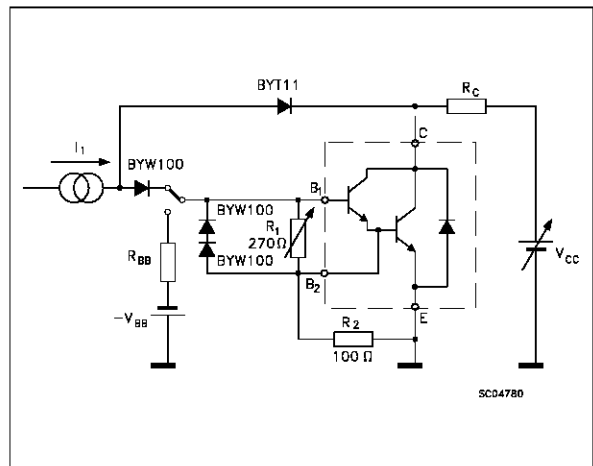 BYT11
R_C
I_1
C
BYW100
B_1
BYW100
R_1
270Ω
R_BB
BYW100
B_2
V_CC
-V_BB
R_2
E
100 Ω
SC04780